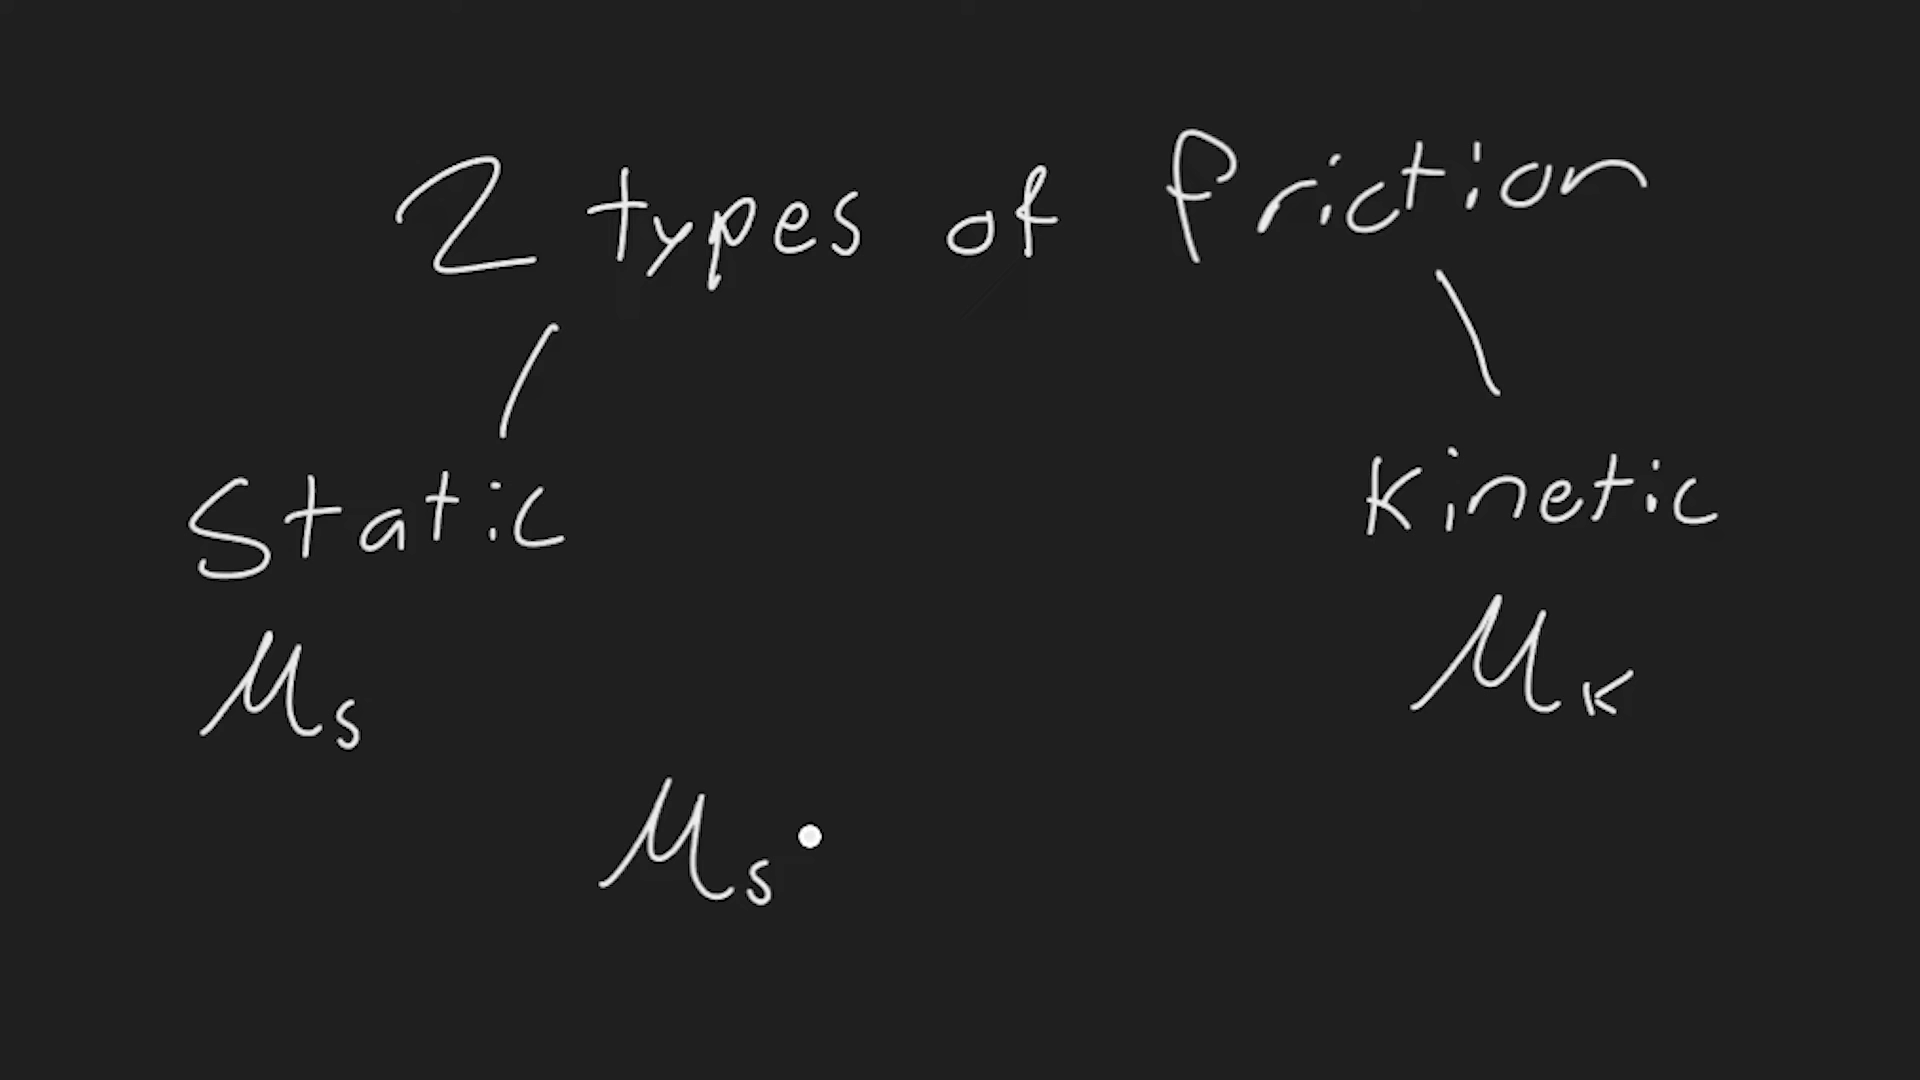 2 types of friction
Static
Kinetic
μs
μK
μs